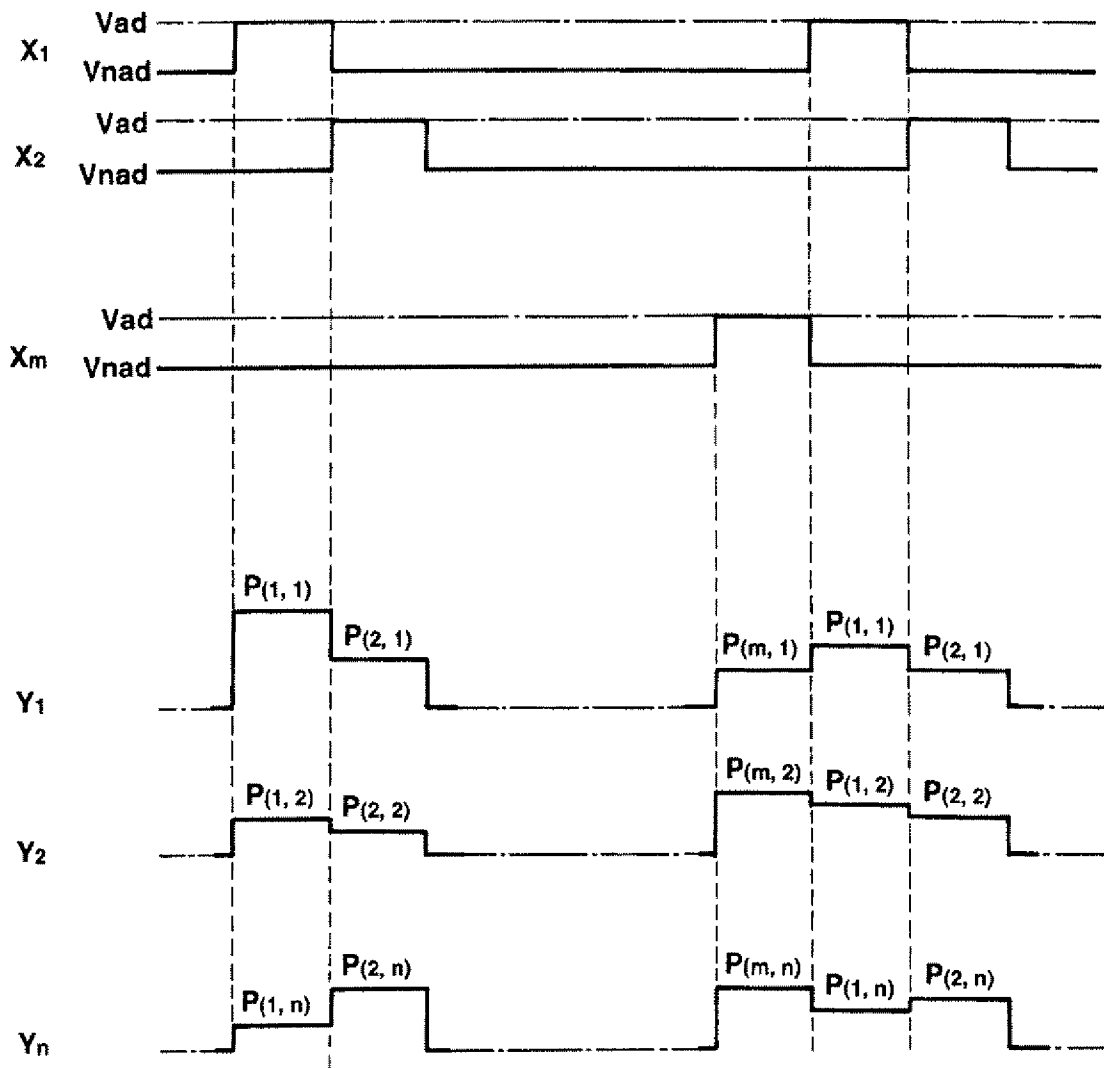 X1 Vad
Vnad
X2 Vad
Vnad
Xm Vad
Vnad
Y1 P(1, 1) P(2, 1) P(m, 1) P(1, 1) P(2, 1)
Y2 P(1, 2) P(2, 2) P(m, 2) P(1, 2) P(2, 2)
Yn P(1, n) P(2, n) P(m, n) P(1, n) P(2, n)